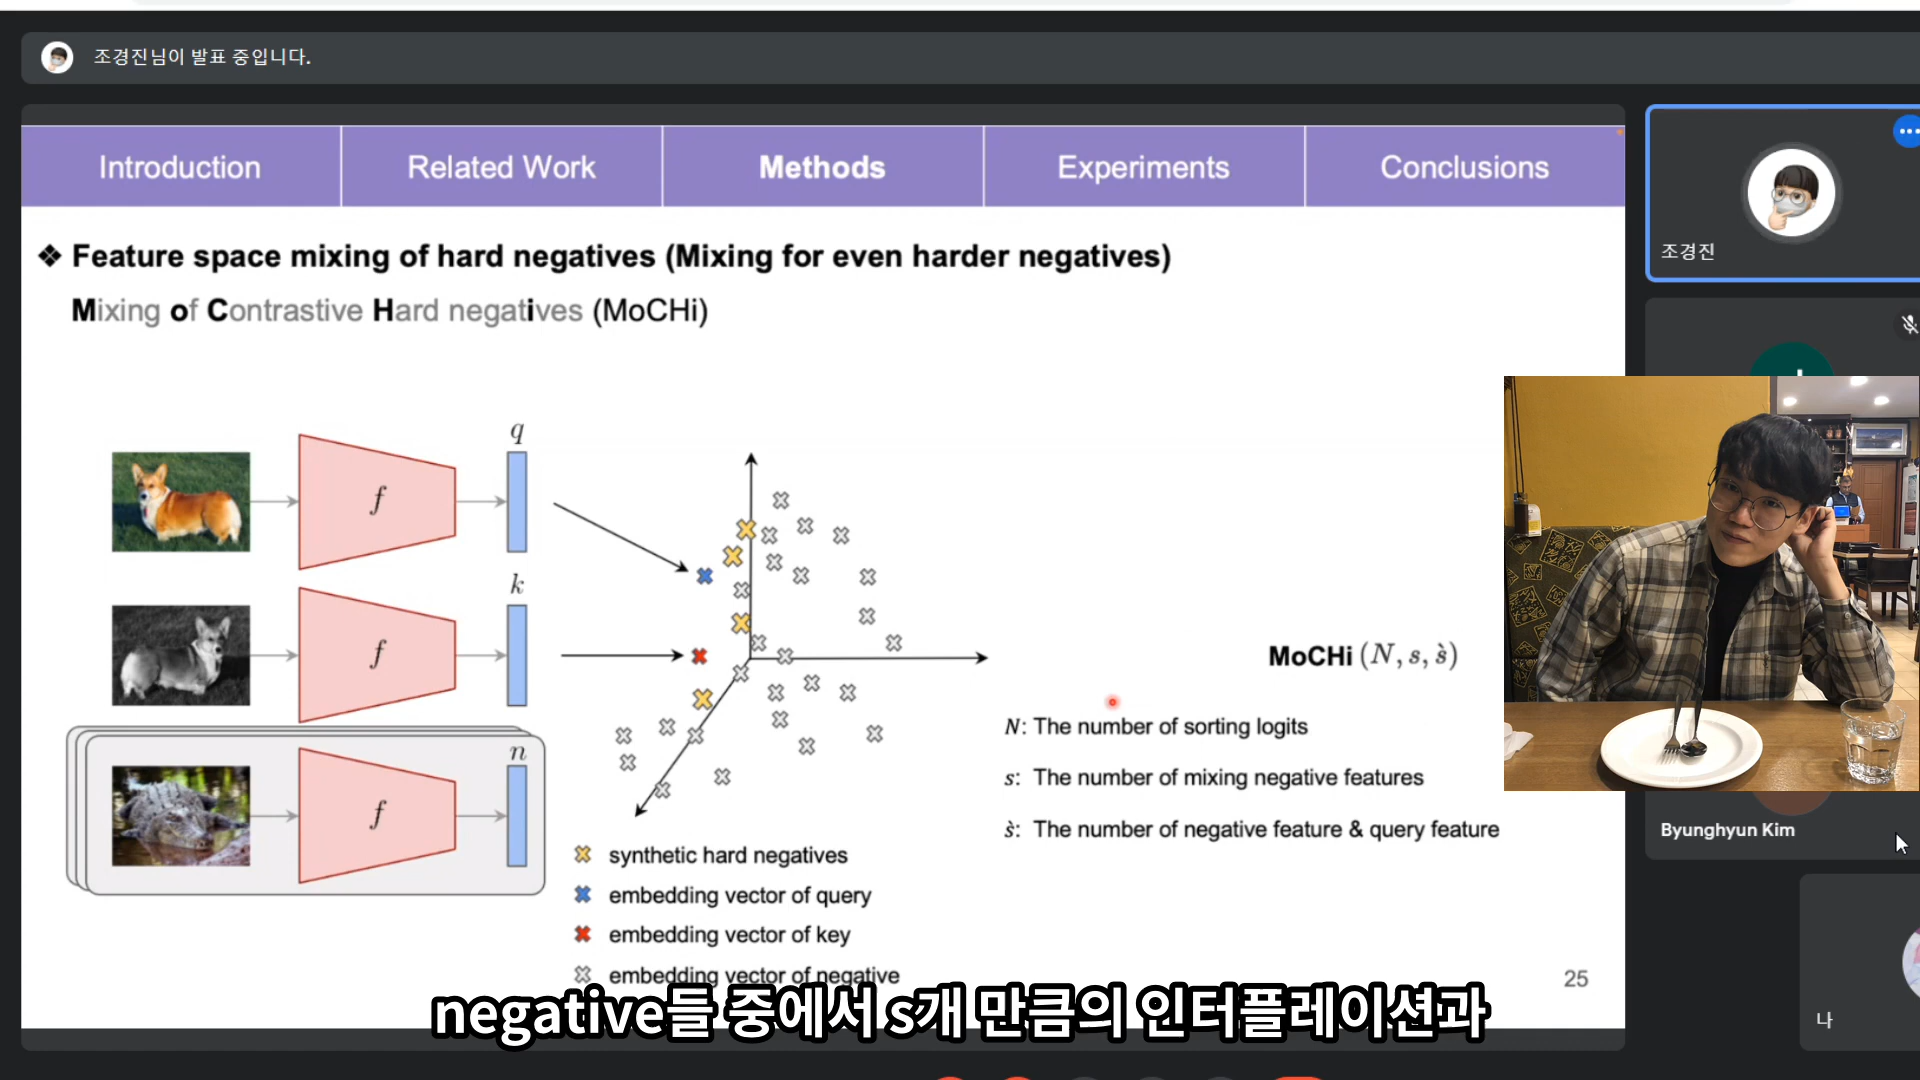 조경진님이 발표 중입니다.
Introduction
Related Work
Methods
Experiments
Conclusions
❖ Feature space mixing of hard negatives (Mixing for even harder negatives)
Mixing of Contrastive Hard negatives (MoCHi)
q
f
k
f
n
f
MoCHi (N, s, s̀)
N: The number of sorting logits
s: The number of mixing negative features
s̀: The number of negative feature & query feature
synthetic hard negatives
embedding vector of query
embedding vector of key
embedding vector of negative
25
negative들 중에서 s개 만큼의 인터플레이션과
조경진
Byunghyun Kim
나